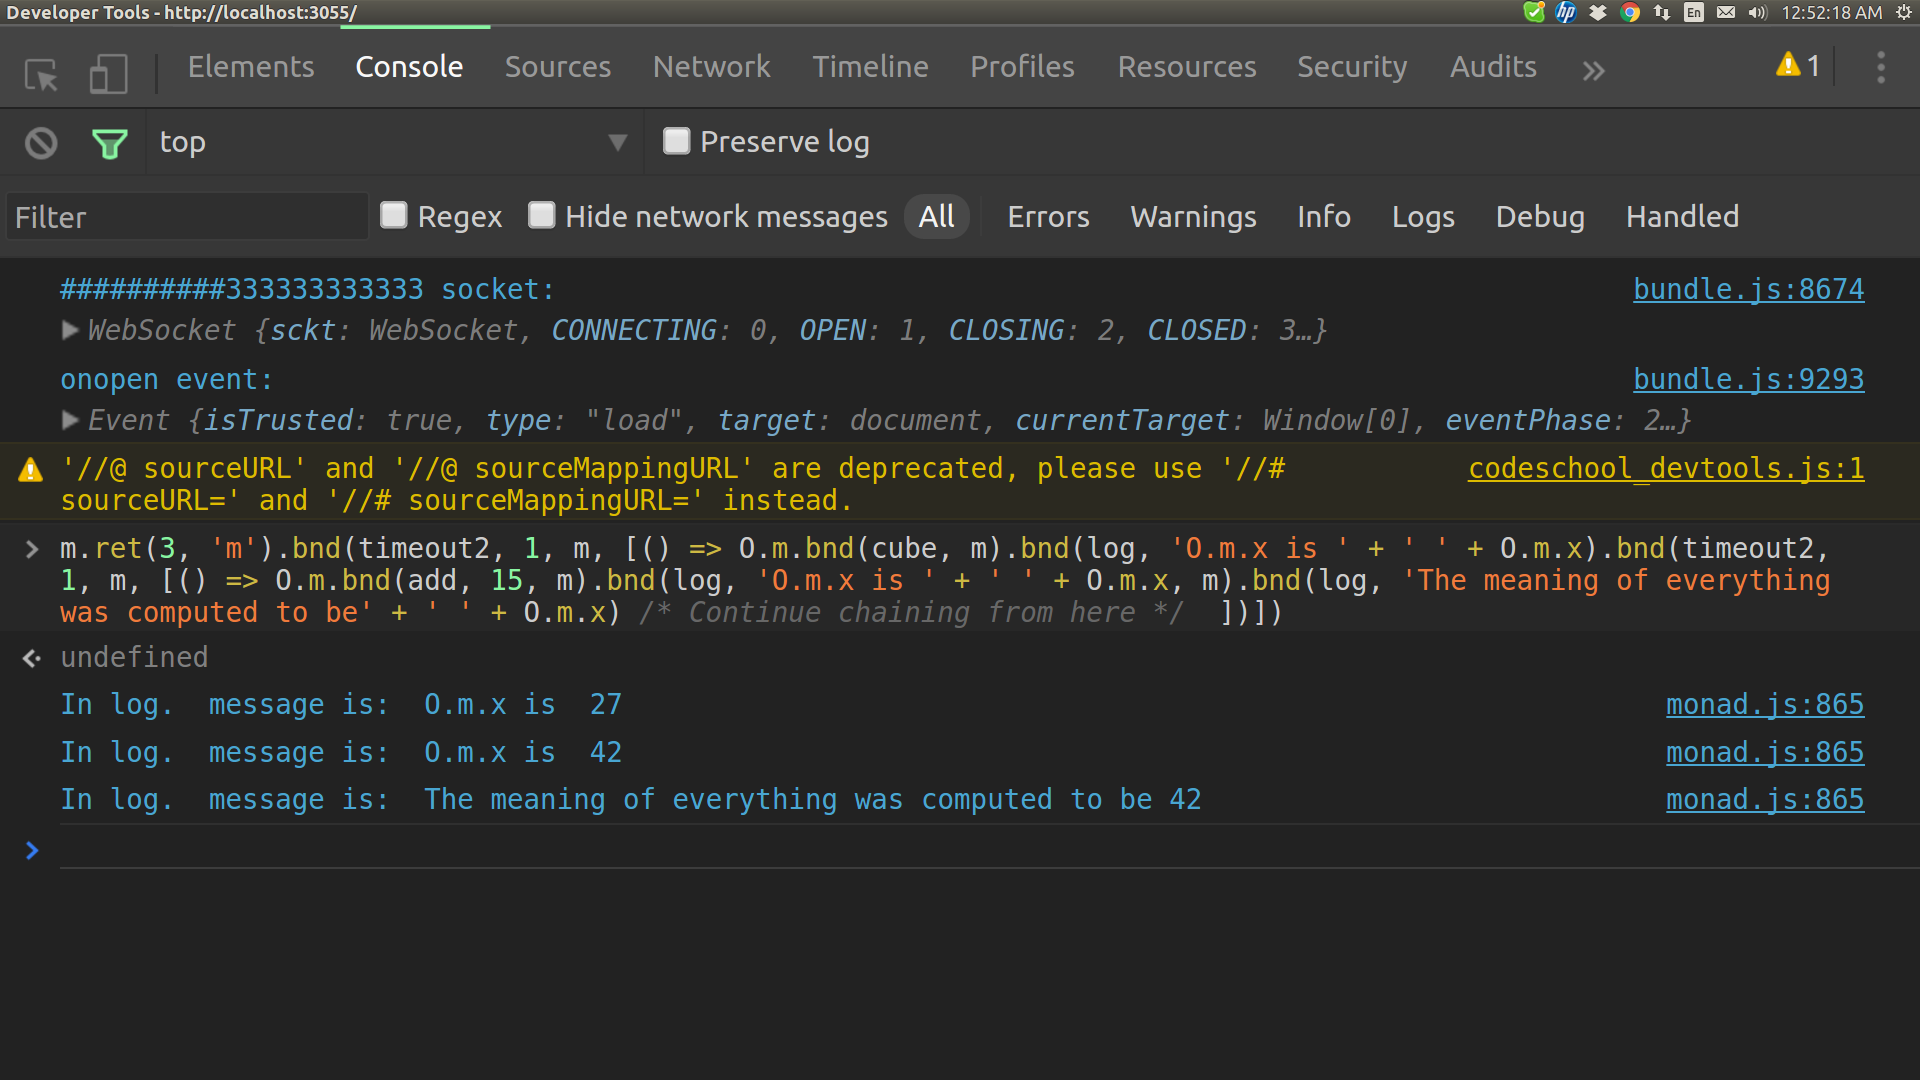 Developer Tools - http://localhost:3055/
hp
En
12:52:18 AM
Elements Console Sources Network Timeline Profiles Resources Security Audits » 1
top Preserve log
Filter Regex Hide network messages All Errors Warnings Info Logs Debug Handled
##########333333333333 socket: bundle.js:8674
WebSocket {sckt: WebSocket, CONNECTING: 0, OPEN: 1, CLOSING: 2, CLOSED: 3…}
onopen event: bundle.js:9293
Event {isTrusted: true, type: "load", target: document, currentTarget: Window[0], eventPhase: 2…}
'//@ sourceURL' and '//@ sourceMappingURL' are deprecated, please use '//# codeschool_devtools.js:1
sourceURL=' and '//# sourceMappingURL=' instead.
m.ret(3, 'm').bnd(timeout2, 1, m, [() => O.m.bnd(cube, m).bnd(log, 'O.m.x is ' + ' ' + O.m.x).bnd(timeout2,
1, m, [() => O.m.bnd(add, 15, m).bnd(log, 'O.m.x is ' + ' ' + O.m.x, m).bnd(log, 'The meaning of everything
was computed to be' + ' ' + O.m.x) /* Continue chaining from here */  ])])
undefined
In log.  message is:  O.m.x is  27 monad.js:865
In log.  message is:  O.m.x is  42 monad.js:865
In log.  message is:  The meaning of everything was computed to be 42 monad.js:865